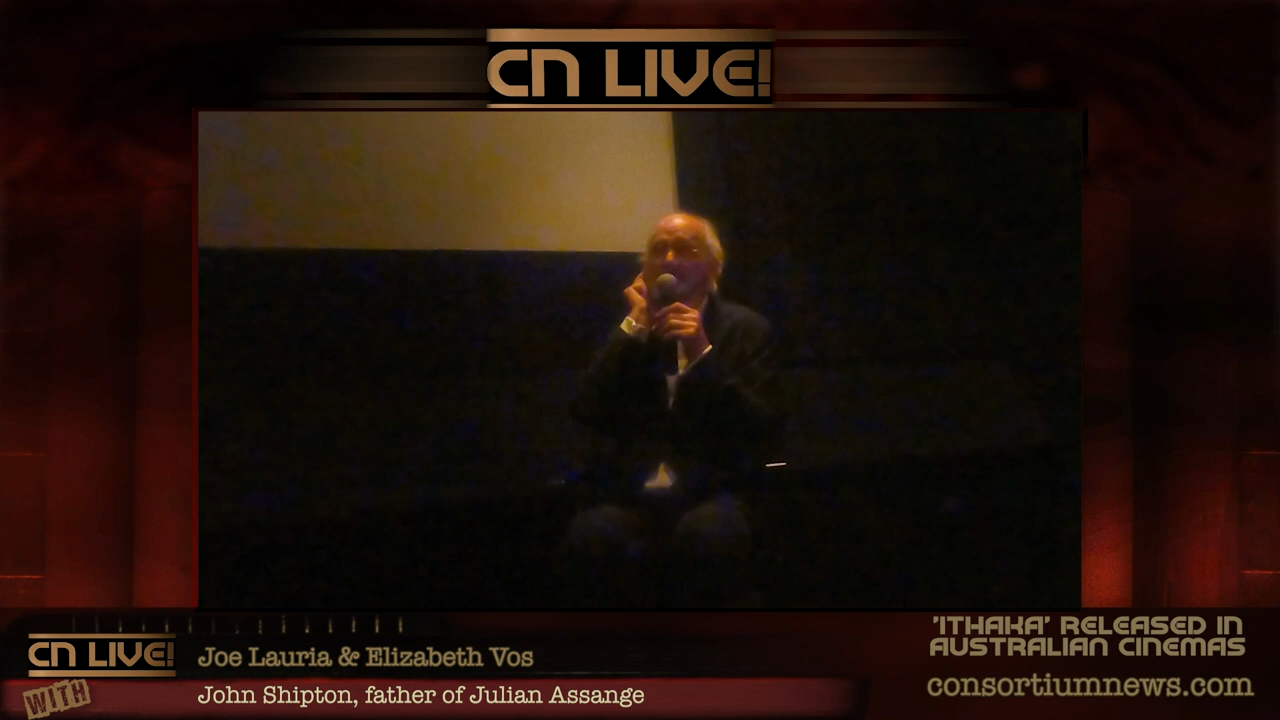 CN LIVE!
CN LIVE!
Joe Lauria & Elizabeth Vos
WITH
John Shipton, father of Julian Assange
'ITHAKA' RELEASED IN
AUSTRALIAN CINEMAS
consortiumnews.com